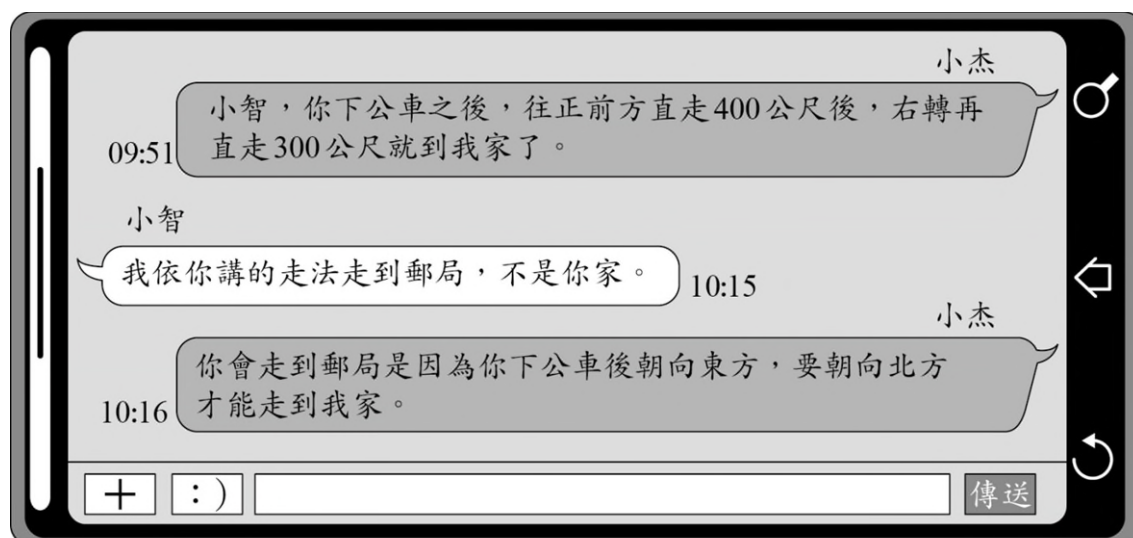 小杰
小智，你下公車之後，往正前方直走400公尺後，右轉再
直走300公尺就到我家了。
09:51
小智
我依你講的走法走到郵局，不是你家。
10:15
小杰
你會走到郵局是因為你下公車後朝向東方，要朝向北方
才能走到我家。
10:16
+
: )
傳送